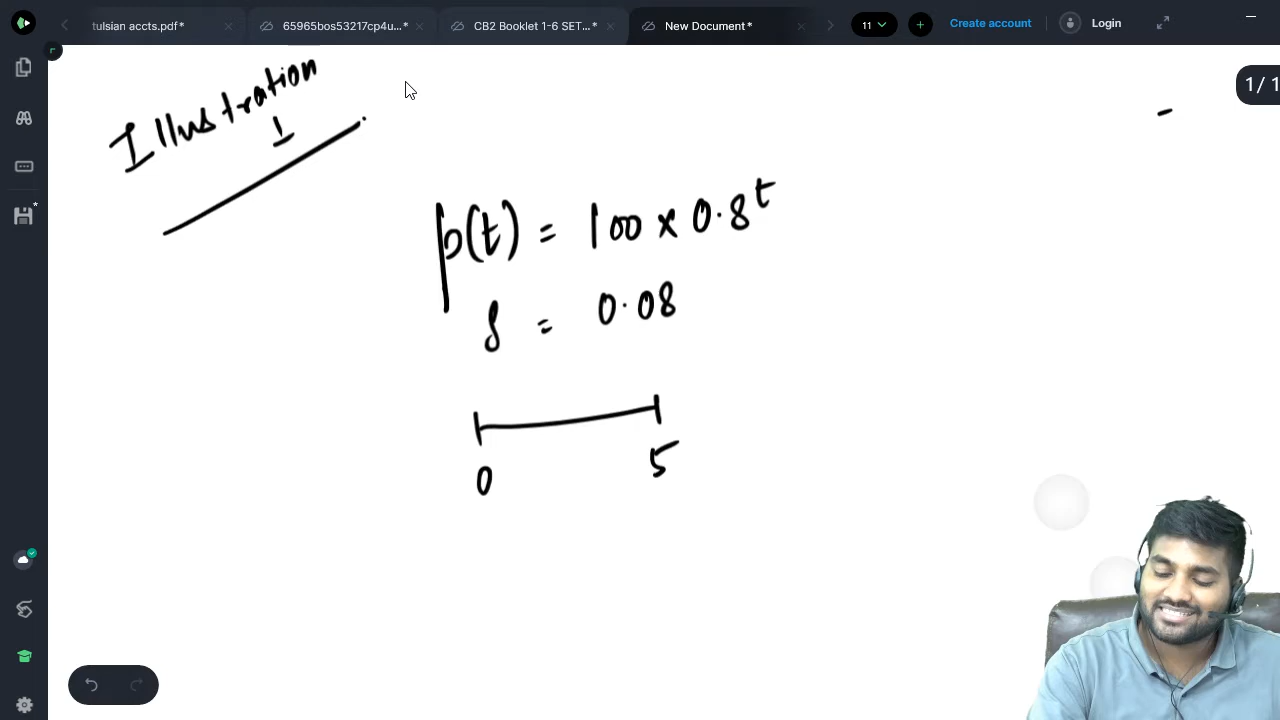 tulsian accts.pdf*
65965bos53217cp4u...*
CB2 Booklet 1-6 SET...*
New Document*
11
Create account
Login
1/1
Illustration
1
p(t) = 100 × 0.8^t
δ = 0.08
0 5